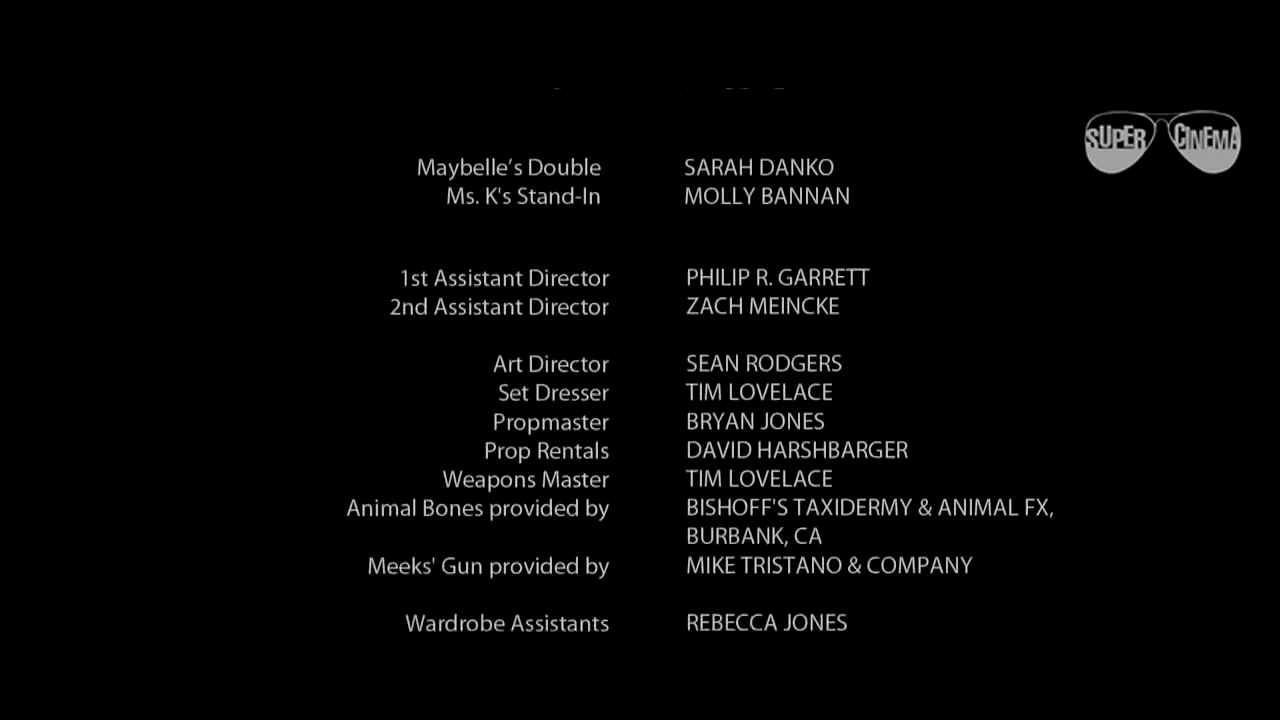 SUPER CINEMA
Maybelle’s Double SARAH DANKO
Ms. K's Stand-In MOLLY BANNAN
1st Assistant Director PHILIP R. GARRETT
2nd Assistant Director ZACH MEINCKE
Art Director SEAN RODGERS
Set Dresser TIM LOVELACE
Propmaster BRYAN JONES
Prop Rentals DAVID HARSHBARGER
Weapons Master TIM LOVELACE
Animal Bones provided by BISHOFF'S TAXIDERMY & ANIMAL FX,
BURBANK, CA
Meeks' Gun provided by MIKE TRISTANO & COMPANY
Wardrobe Assistants REBECCA JONES